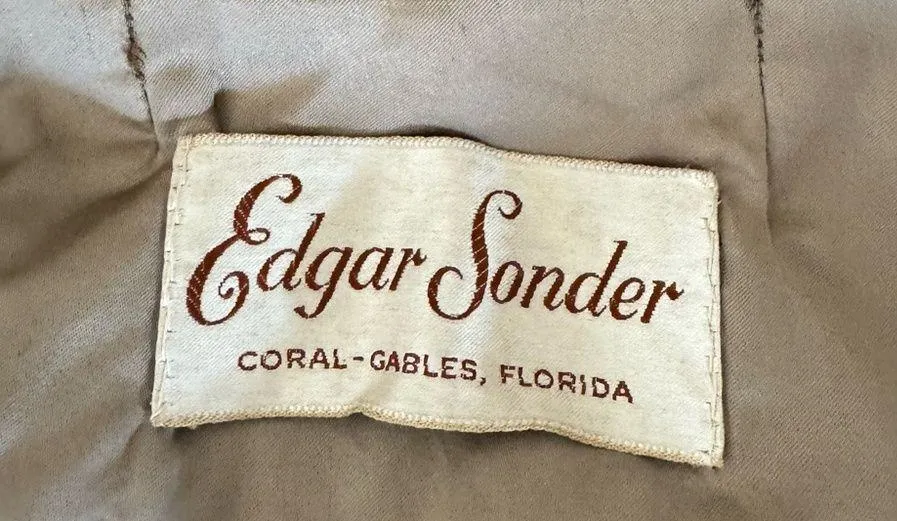 Edgar Sonder
CORAL-GABLES, FLORIDA